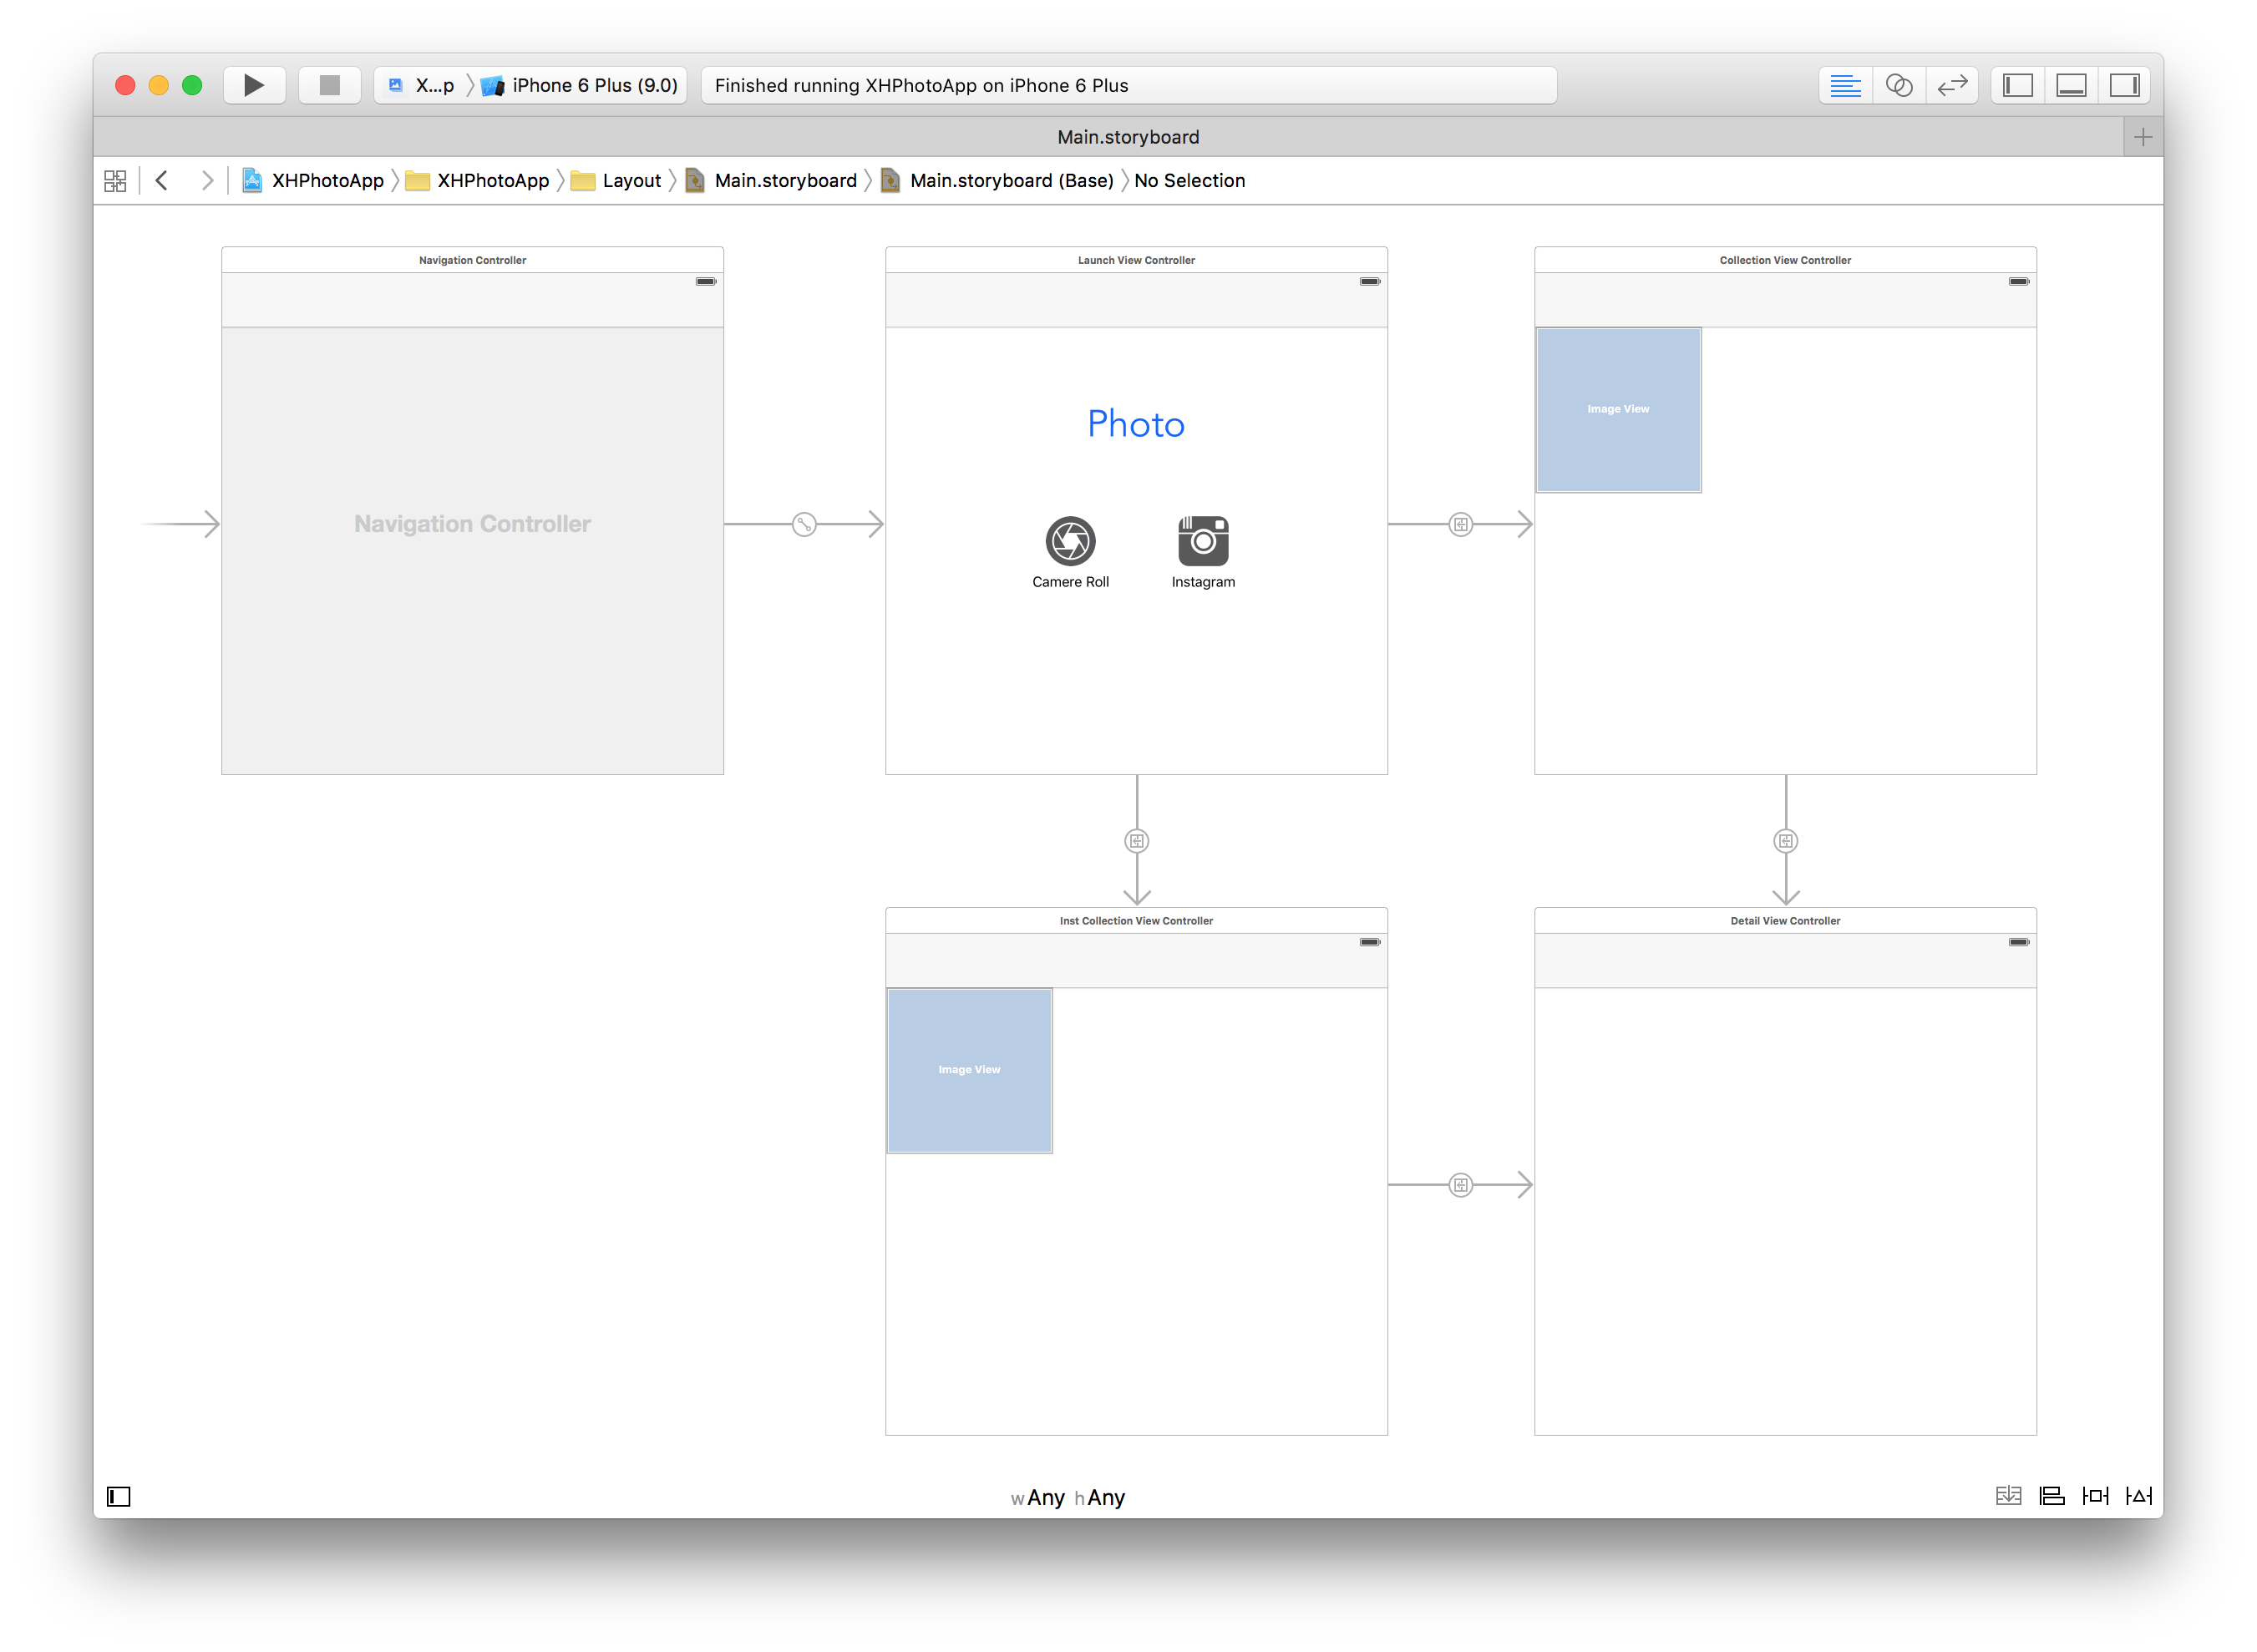 X...p iPhone 6 Plus (9.0) Finished running XHPhotoApp on iPhone 6 Plus
Main.storyboard
XHPhotoApp XHPhotoApp Layout Main.storyboard Main.storyboard (Base) No Selection
Navigation Controller
Navigation Controller
Launch View Controller
Photo
Camere Roll
Instagram
Collection View Controller
Image View
Inst Collection View Controller
Image View
Detail View Controller
wAny hAny